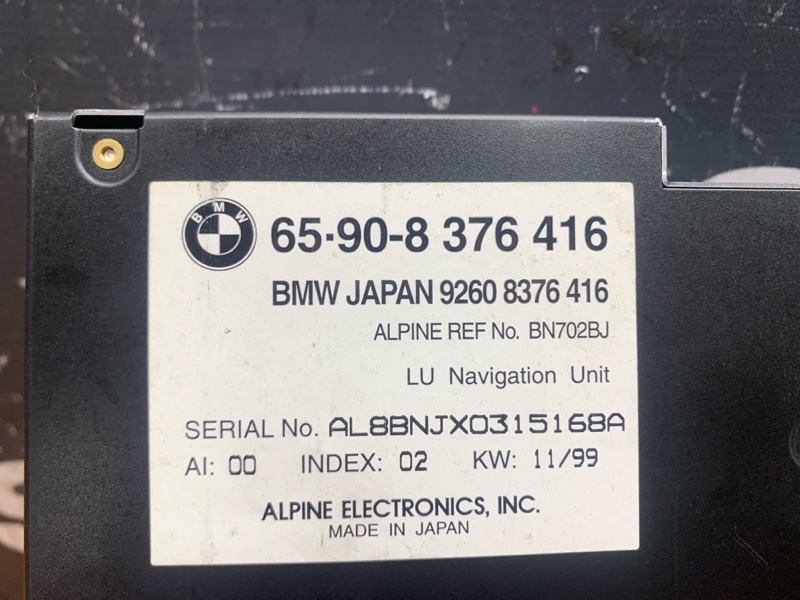 BMW
65-90-8 376 416
BMW JAPAN 9260 8376 416
ALPINE REF No. BN702BJ
LU Navigation Unit
SERIAL No. AL8BNJX0315168A
AI: 00 INDEX: 02 KW: 11/99
ALPINE ELECTRONICS, INC.
MADE IN JAPAN